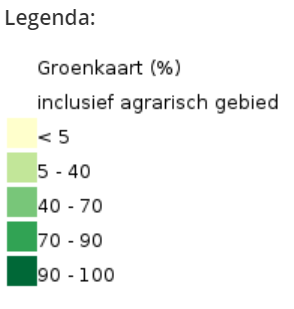 Legenda:
Groenkaart (%)
inclusief agrarisch gebied
< 5
5 - 40
40 - 70
70 - 90
90 - 100